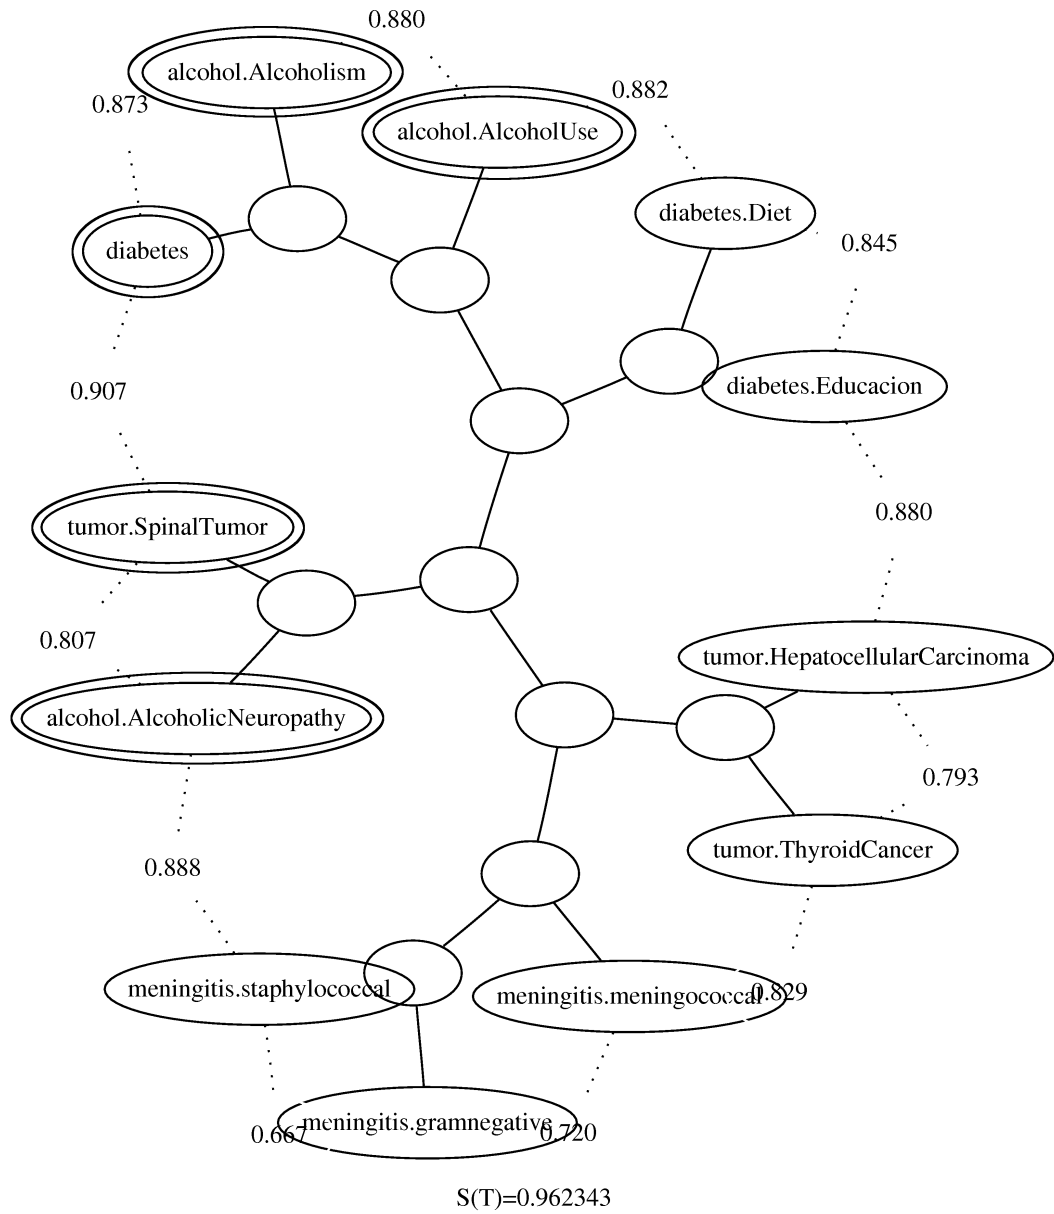 0.880
alcohol.Alcoholism
0.882
0.873
alcohol.AlcoholUse
diabetes.Diet
0.845
diabetes
diabetes.Educacion
0.907
0.880
tumor.SpinalTumor
0.807
tumor.HepatocellularCarcinoma
alcohol.AlcoholicNeuropathy
0.793
tumor.ThyroidCancer
0.888
meningitis.staphylococcal
meningitis.meningococcal
0.829
meningitis.gramnegative
0.667
0.720
S(T)=0.962343